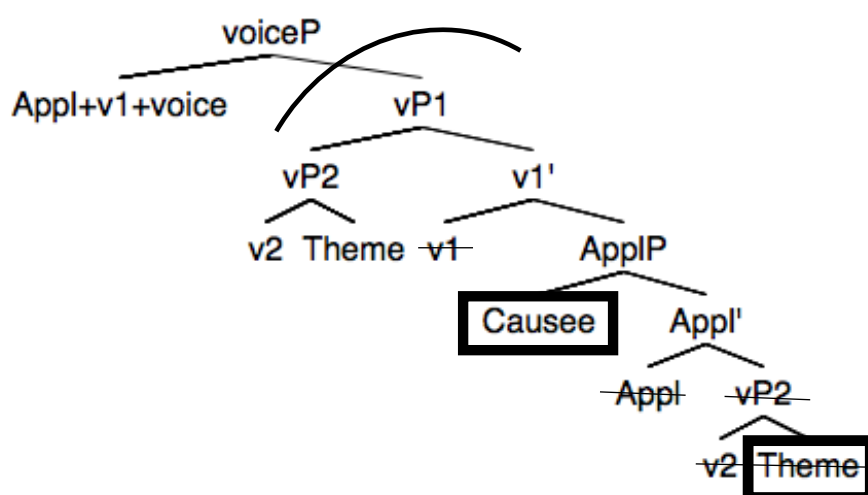 voiceP
Appl+v1+voice vP1
vP2 v1'
v2 Theme v1 ApplP
Causee Appl'
Appl vP2
v2 Theme